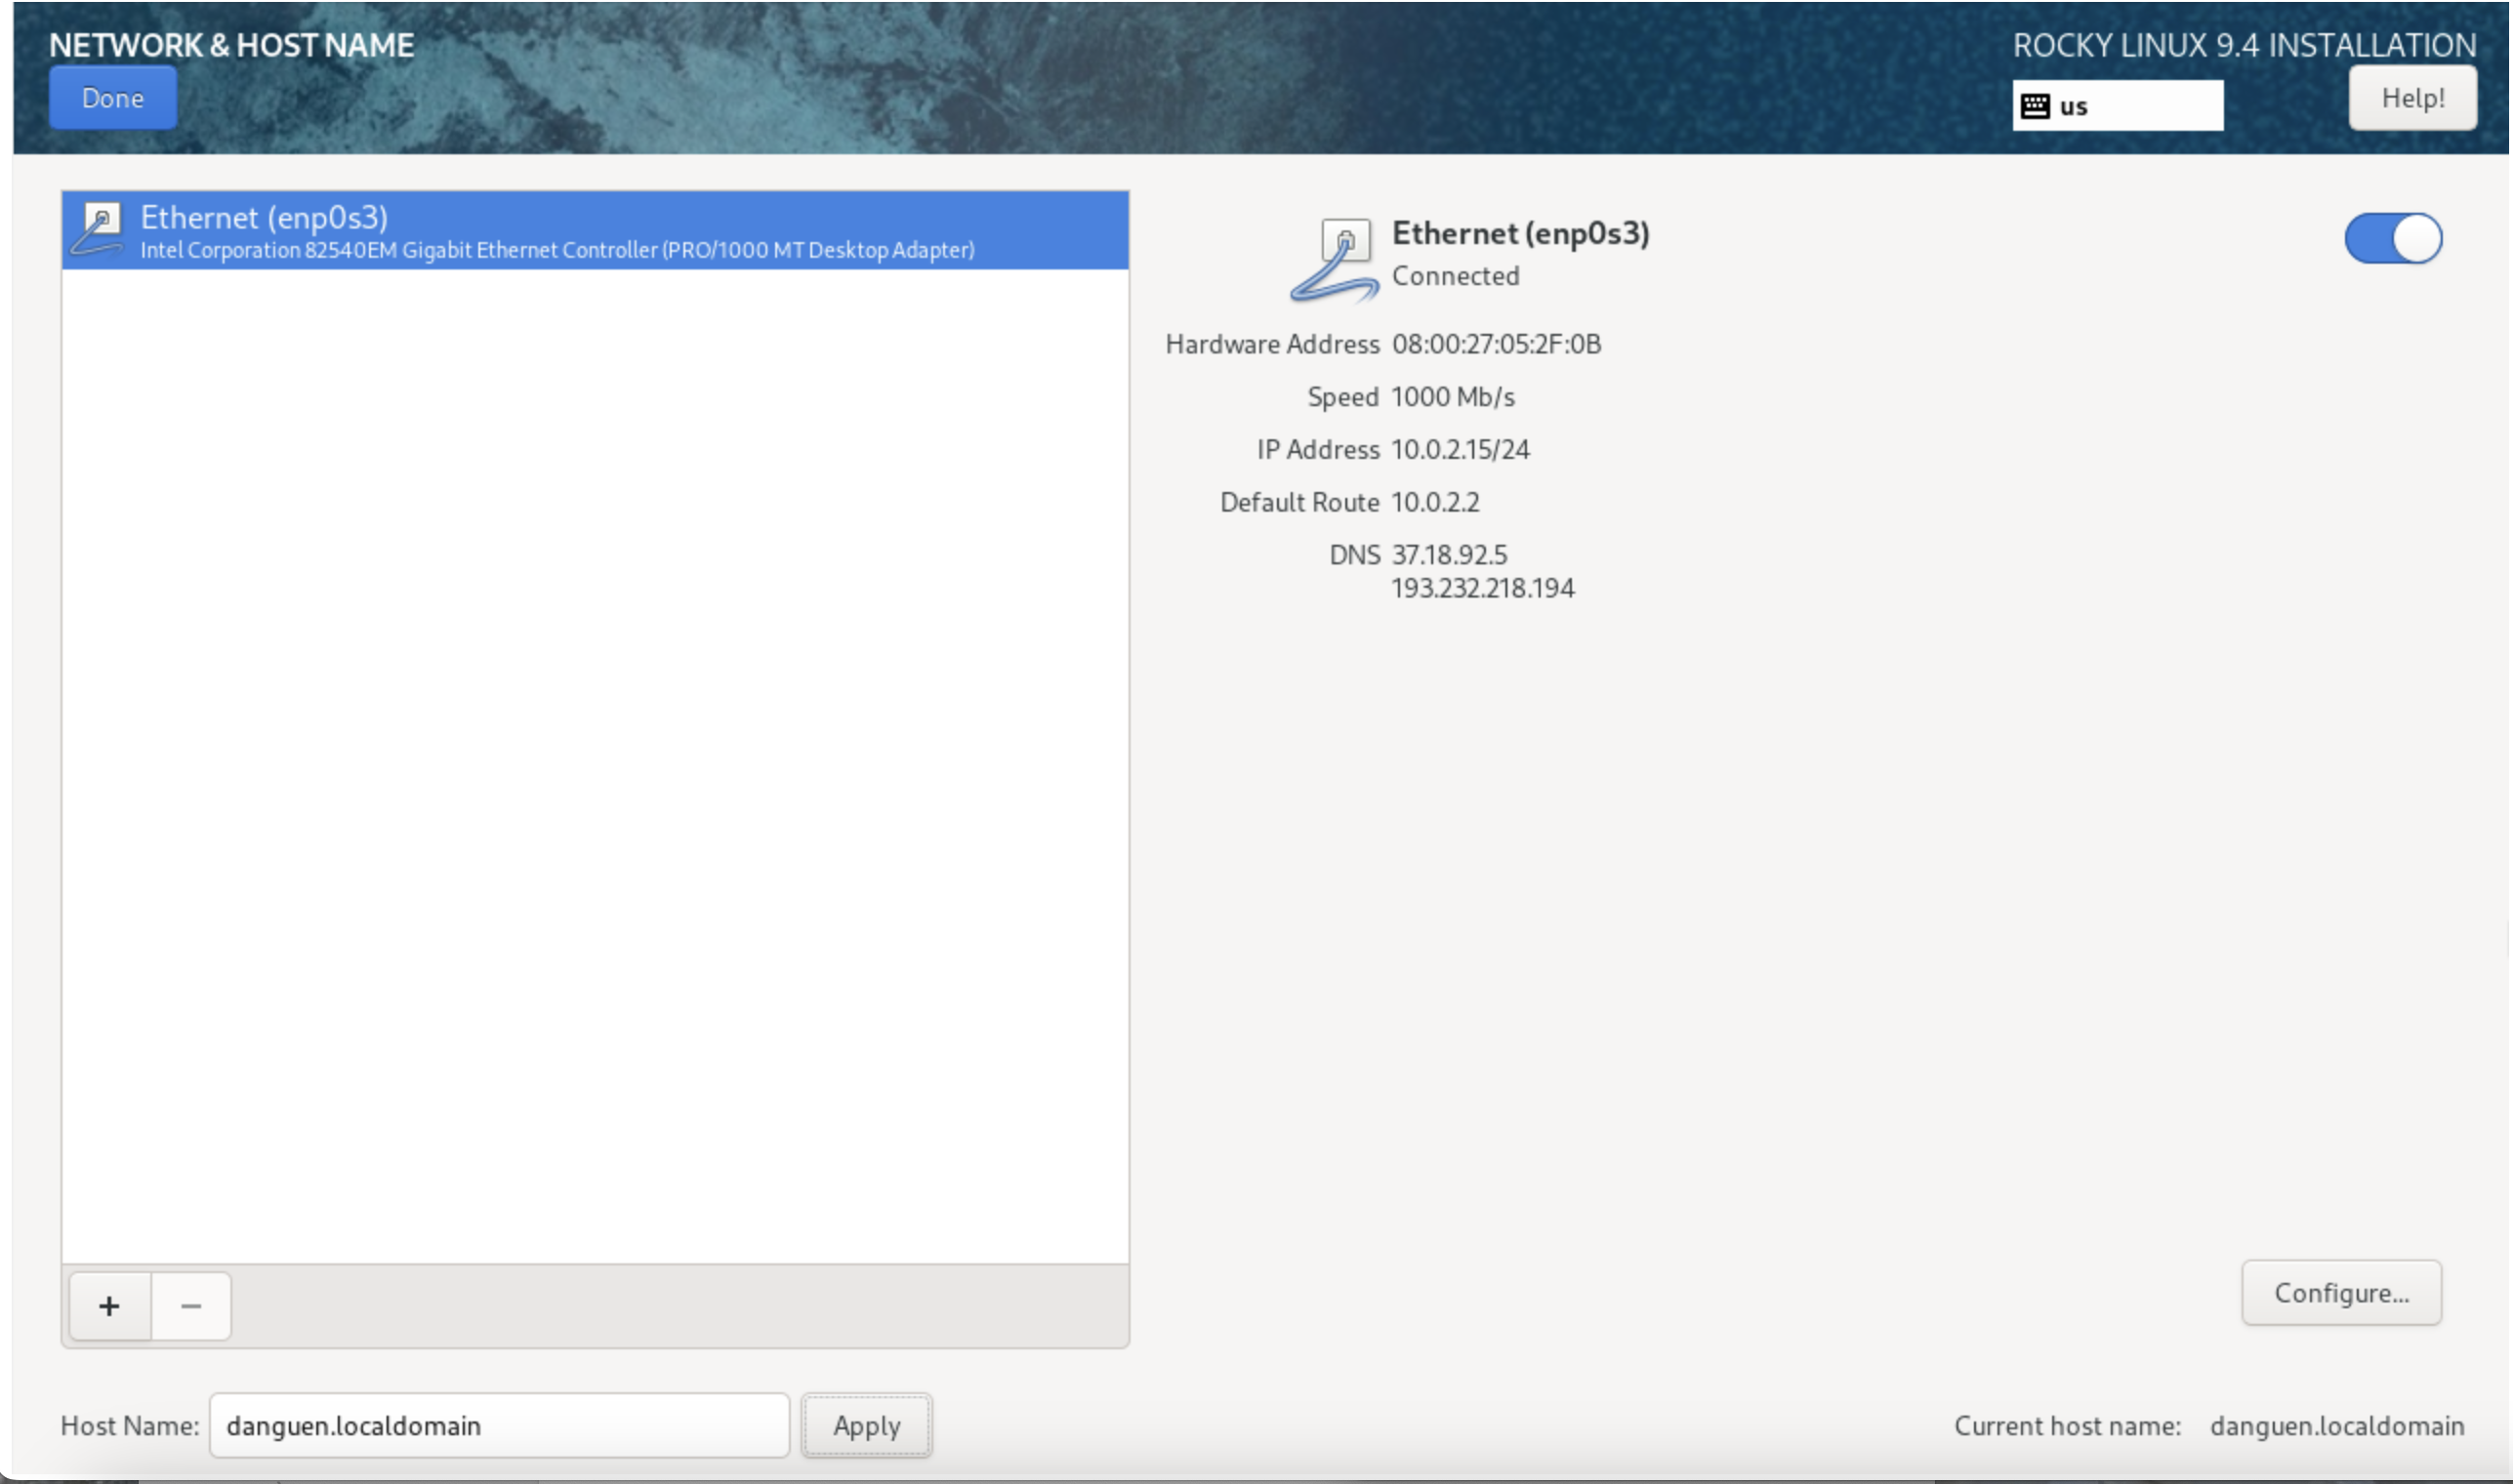 NETWORK & HOST NAME
ROCKY LINUX 9.4 INSTALLATION
Done
us
Help!
Ethernet (enp0s3)
Intel Corporation 82540EM Gigabit Ethernet Controller (PRO/1000 MT Desktop Adapter)
Ethernet (enp0s3)
Connected
Hardware Address 08:00:27:05:2F:0B
Speed 1000 Mb/s
IP Address 10.0.2.15/24
Default Route 10.0.2.2
DNS 37.18.92.5
193.232.218.194
+ −
Configure...
Host Name: danguen.localdomain Apply
Current host name: danguen.localdomain